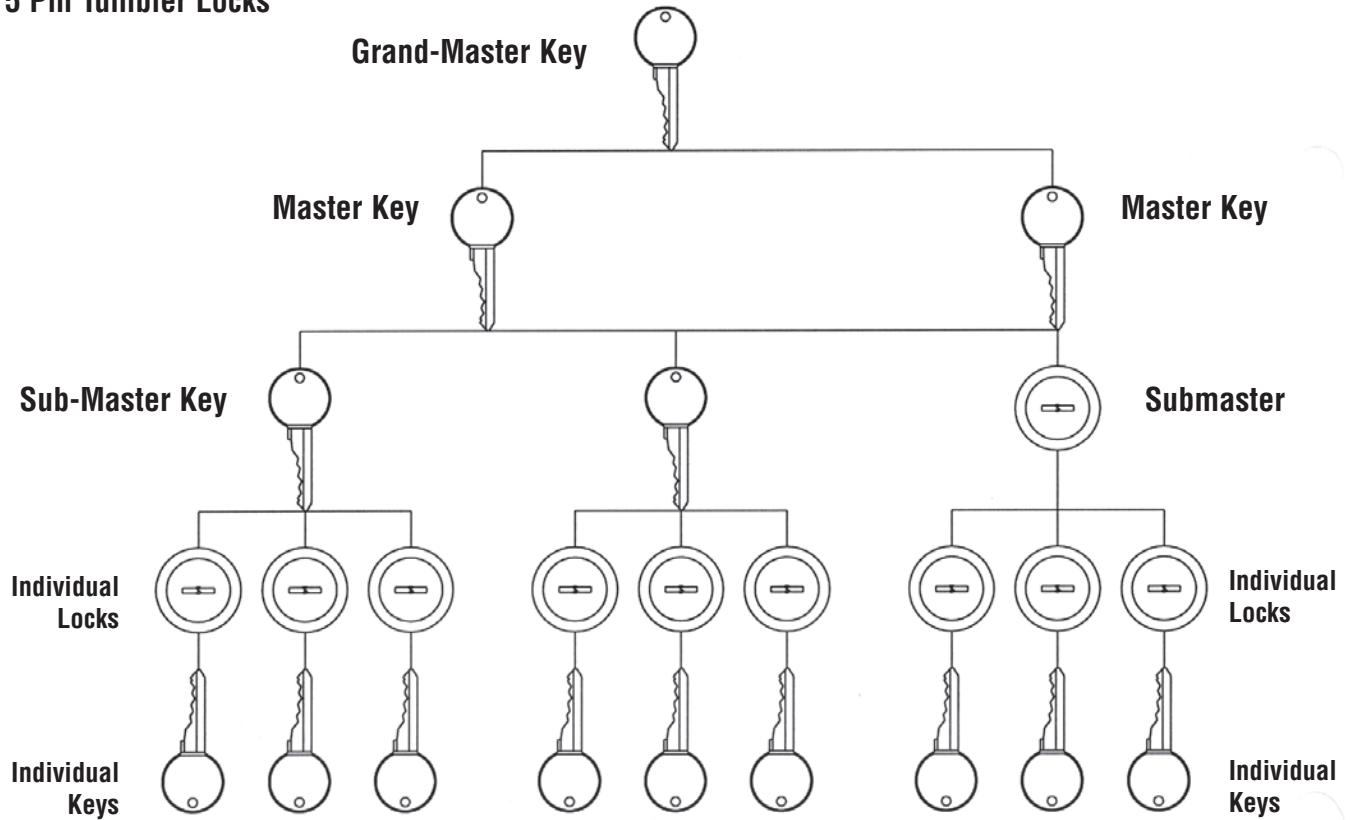 5 Pin Tumbler Locks
Grand-Master Key
Master Key
Master Key
Sub-Master Key
Submaster
Individual
Locks
Individual
Locks
Individual
Keys
Individual
Keys